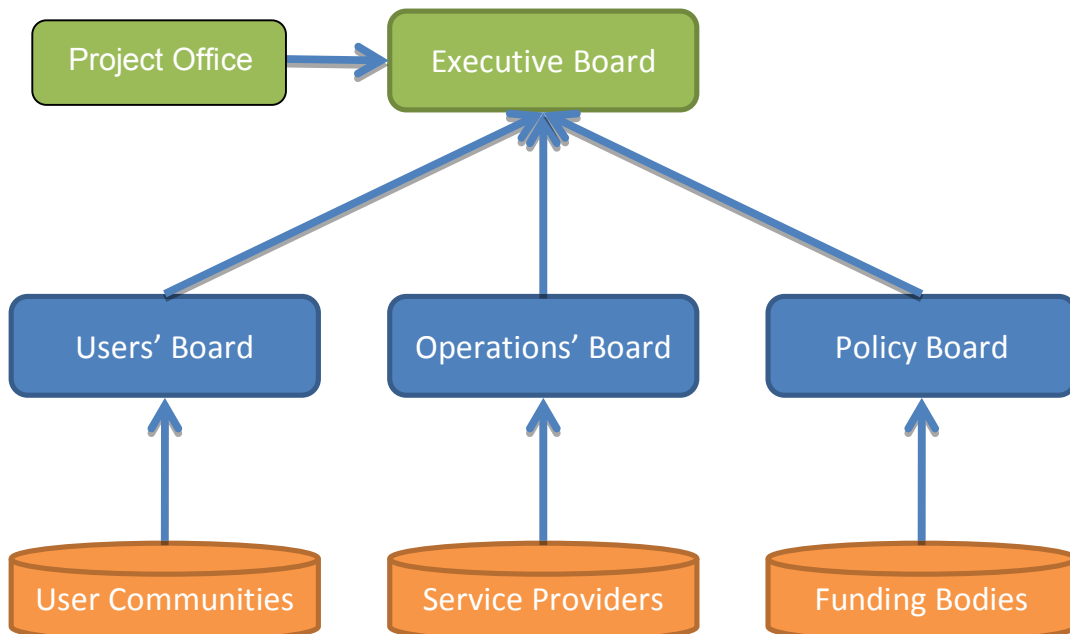 Project Office
Executive Board
Users’ Board
Operations’ Board
Policy Board
User Communities
Service Providers
Funding Bodies